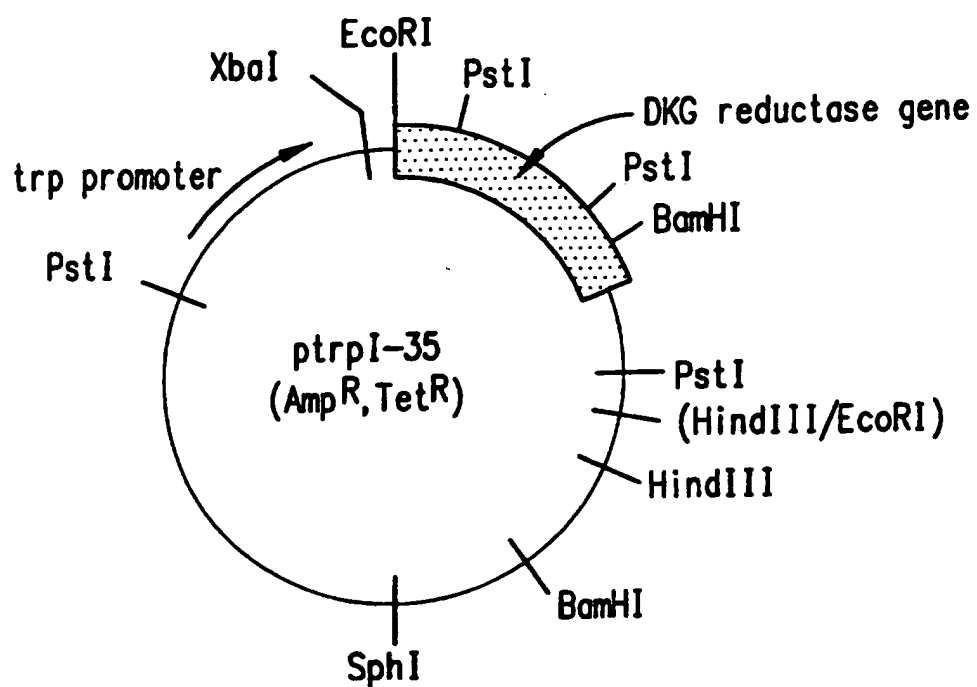 EcoRI
XbaI
PstI
DKG reductase gene
trp promoter
PstI
BamHI
PstI
ptrpI-35
(AmpR, TetR)
PstI
(HindIII/EcoRI)
HindIII
BamHI
SphI